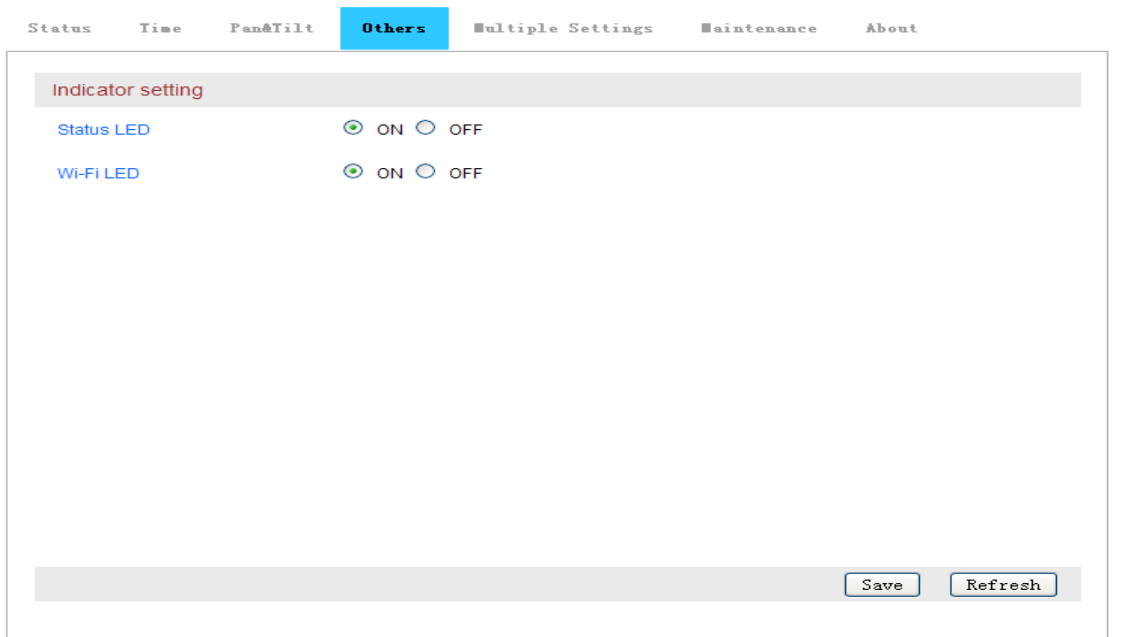 Status Time Pan&Tilt Others Multiple Settings Maintenance About
Indicator setting
Status LED ON OFF
Wi-Fi LED ON OFF
Save Refresh